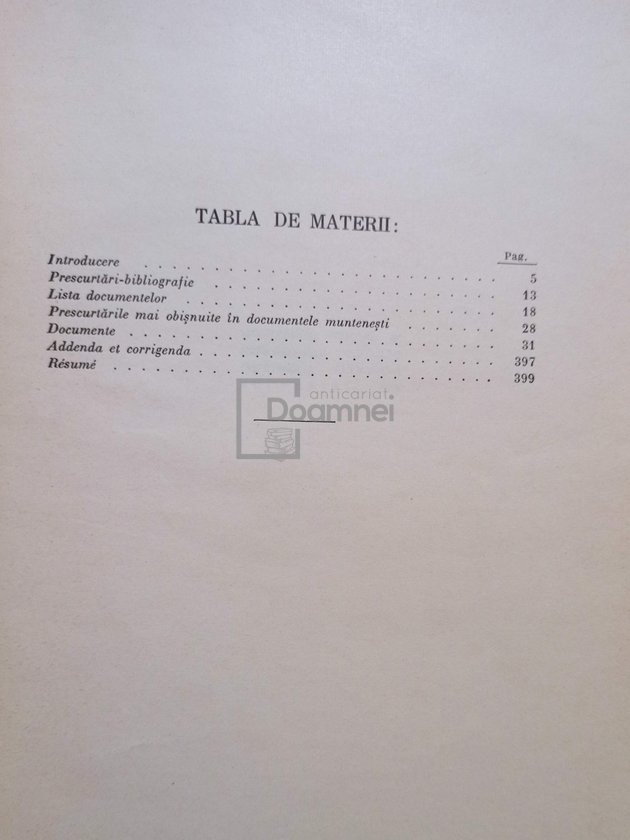 TABLA DE MATERII:
Pag.
Introducere . . . . . . . . . . . . . . . . . . . . . . . . . 5
Prescurtări-bibliografie . . . . . . . . . . . . . . . . . . . . 13
Lista documentelor . . . . . . . . . . . . . . . . . . . . . . 18
Prescurtările mai obișnuite în documentele muntenești . . . . . . . 28
Documente . . . . . . . . . . . . . . . . . . . . . . . . . . 31
Addenda et corrigenda . . . . . . . . . . . . . . . . . . . . . 397
Résumé . . . . . . . . . . . . . . . . . . . . . . . . . . . 399
anticariat
Doamnei